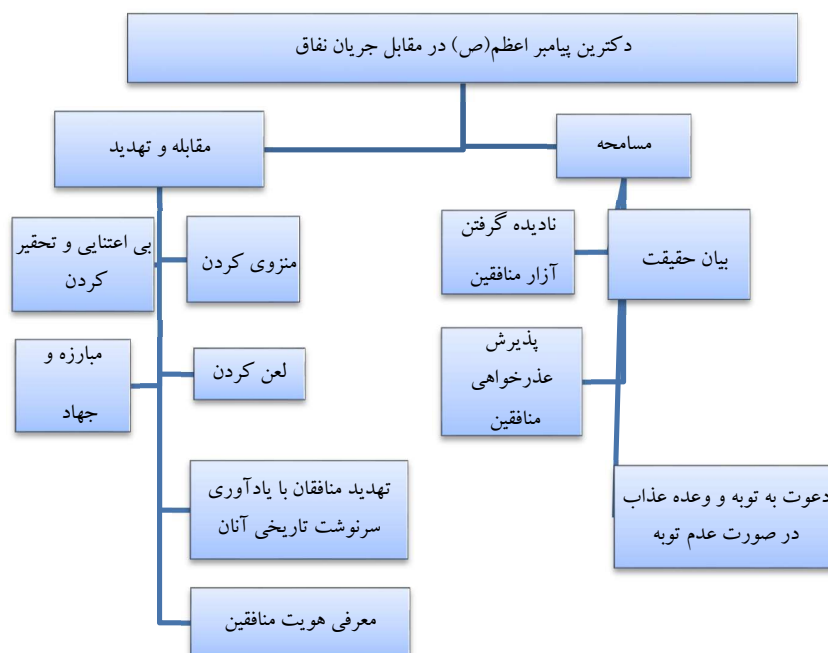 دکترین پیامبر اعظم(ص) در مقابل جریان نفاق
مسامحه
مقابله و تهدید
بیان حقیقت
نادیده گرفتن
آزار منافقین
پذیرش
عذرخواهی
منافقین
دعوت به توبه و وعده عذاب
در صورت عدم توبه
منزوی کردن
بی اعتنایی و تحقیر
کردن
لعن کردن
مبارزه و
جهاد
تهدید منافقان با یادآوری
سرنوشت تاریخی آنان
معرفی هویت منافقین